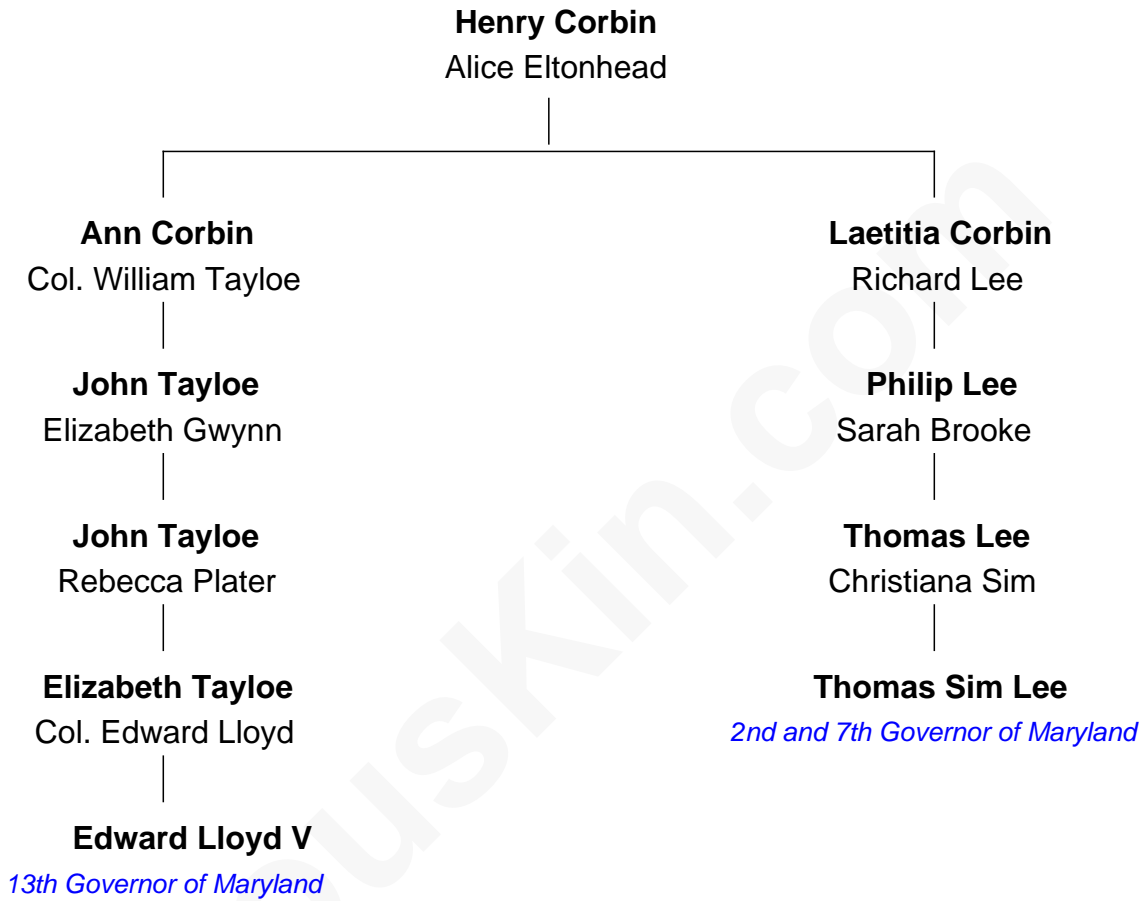 Henry Corbin
Alice Eltonhead
Ann Corbin
Col. William Tayloe
Laetitia Corbin
Richard Lee
John Tayloe
Elizabeth Gwynn
Philip Lee
Sarah Brooke
John Tayloe
Rebecca Plater
Thomas Lee
Christiana Sim
Elizabeth Tayloe
Col. Edward Lloyd
Thomas Sim Lee
2nd and 7th Governor of Maryland
Edward Lloyd V
13th Governor of Maryland
ousKin.com